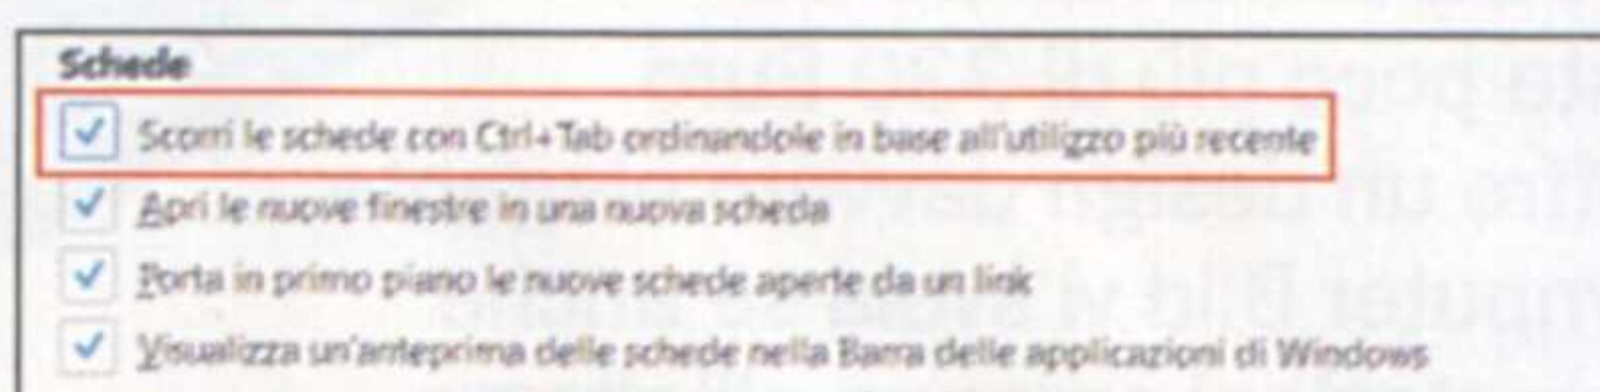 Schede
Scorri le schede con Ctrl+Tab ordinandole in base all'utilizzo più recente
Apri le nuove finestre in una nuova scheda
Porta in primo piano le nuove schede aperte da un link
Visualizza un'anteprima delle schede nella Barra delle applicazioni di Windows